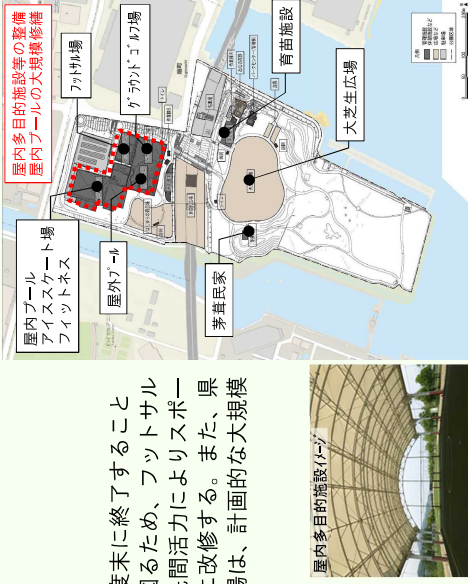 屋内多目的施設等の整備
屋内プールの大規模修繕
フットサル場
グラウンドゴルフ場
育苗施設
大芝生広場
屋内プール
アイススケート場
フィットネス
屋外プール
茅葺民家
度末に終了すること
図るため、フットサル
民間活力によりスポー
に改修する。また、県
場は、計画的な大規模
屋内多目的施設イメージ